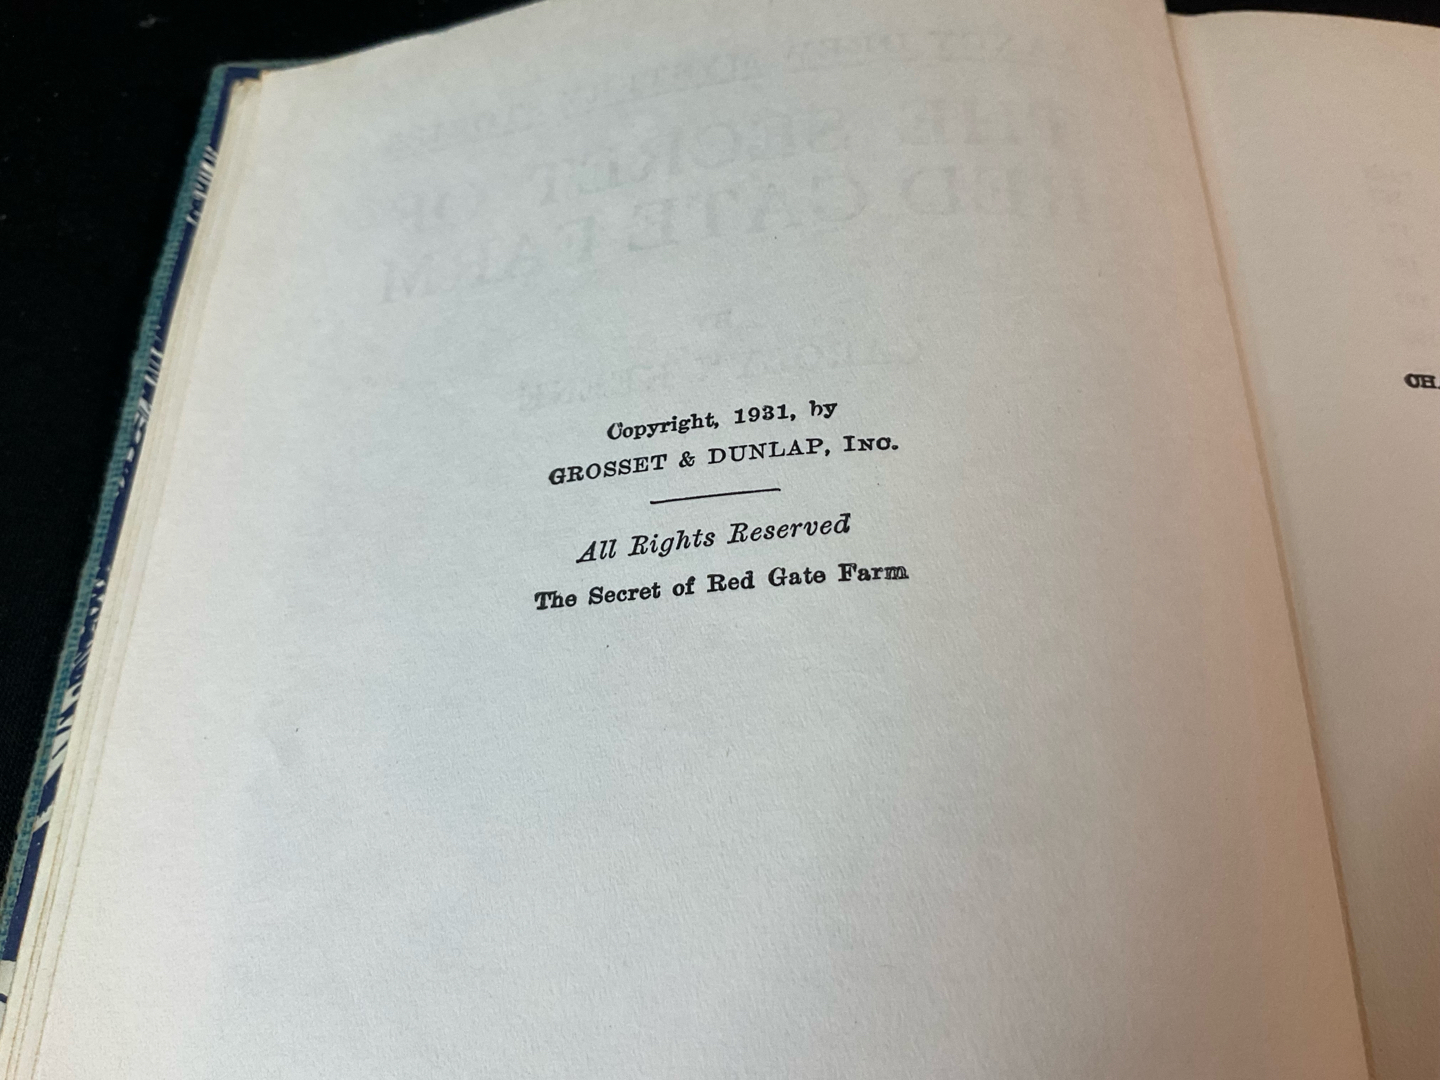 Copyright, 1931, by
GROSSET & DUNLAP, INC.
All Rights Reserved
The Secret of Red Gate Farm